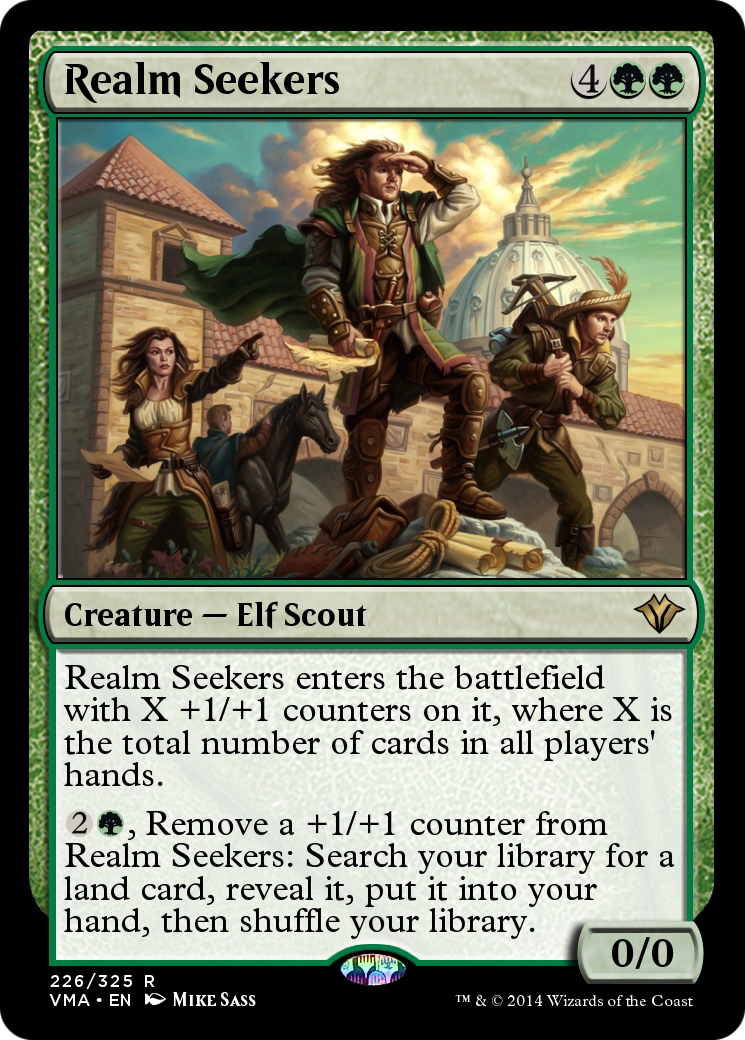 Realm Seekers 4
Creature — Elf Scout
Realm Seekers enters the battlefield
with X +1/+1 counters on it, where X is
the total number of cards in all players'
hands.
2, Remove a +1/+1 counter from
Realm Seekers: Search your library for a
land card, reveal it, put it into your
hand, then shuffle your library.
0/0
226/325 R
VMA • EN Mike Sass
™ & © 2014 Wizards of the Coast